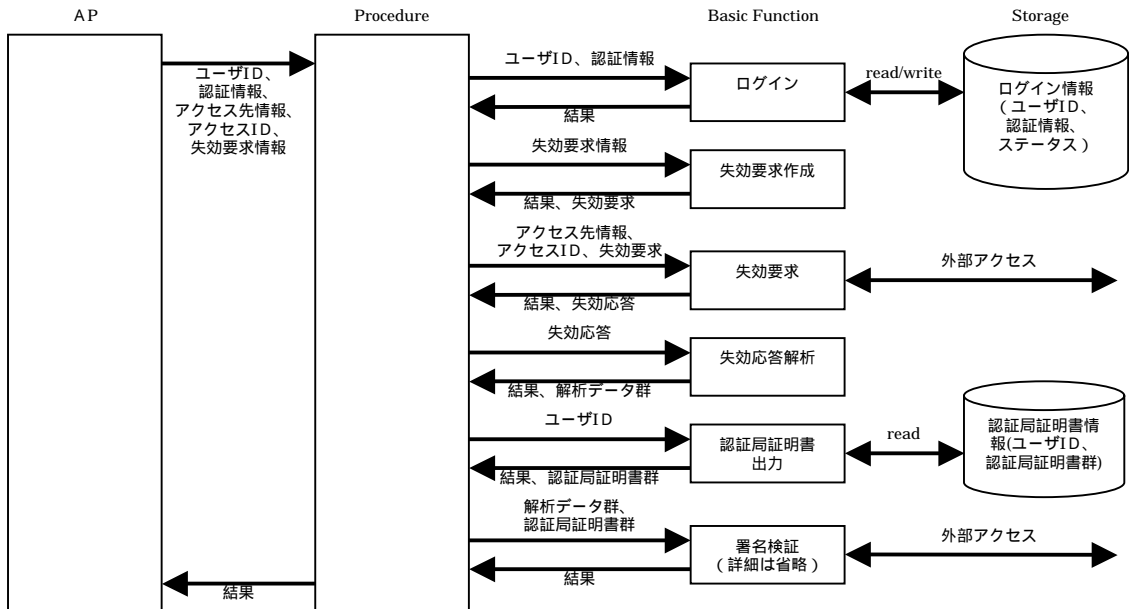 AP
Procedure
Basic Function
Storage
ユーザID、
認証情報、
アクセス先情報、
アクセスID、
失効要求情報
ユーザID、認証情報
結果
ログイン
read/write
ログイン情報
(ユーザID、
認証情報、
ステータス)
失効要求情報
結果、失効要求
失効要求作成
アクセス先情報、
アクセスID、失効要求
結果、失効応答
失効要求
外部アクセス
失効応答
結果、解析データ群
失効応答解析
ユーザID
結果、認証局証明書群
認証局証明書
出力
read
認証局証明書情
報(ユーザID、
認証局証明書群)
解析データ群、
認証局証明書群
結果
署名検証
(詳細は省略)
外部アクセス
結果